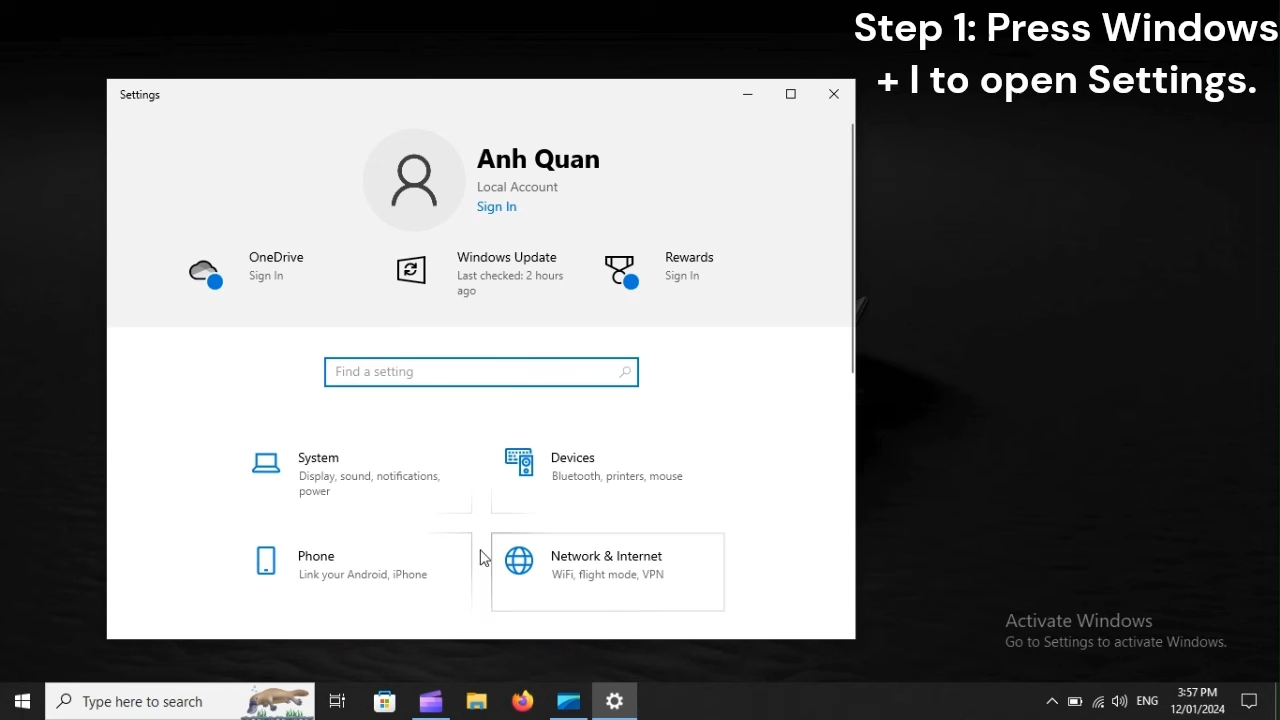 Step 1: Press Windows
+ I to open Settings.
Settings
Anh Quan
Local Account
Sign In
OneDrive
Sign In
Windows Update
Last checked: 2 hours
ago
Rewards
Sign In
Find a setting
System
Display, sound, notifications,
power
Devices
Bluetooth, printers, mouse
Phone
Link your Android, iPhone
Network & Internet
WiFi, flight mode, VPN
Activate Windows
Go to Settings to activate Windows.
Type here to search
ENG
3:57 PM
12/01/2024